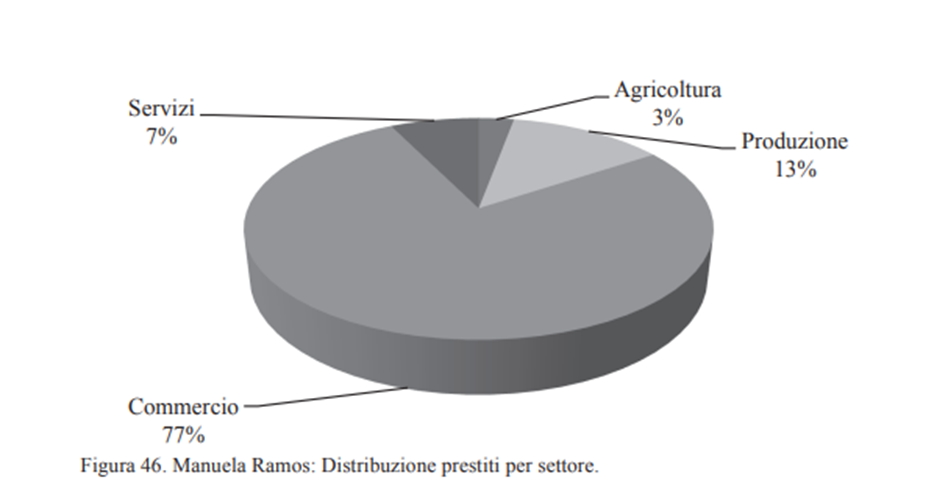 Agricoltura
3%
Servizi
7%
Produzione
13%
Commercio
77%
Figura 46. Manuela Ramos: Distribuzione prestiti per settore.